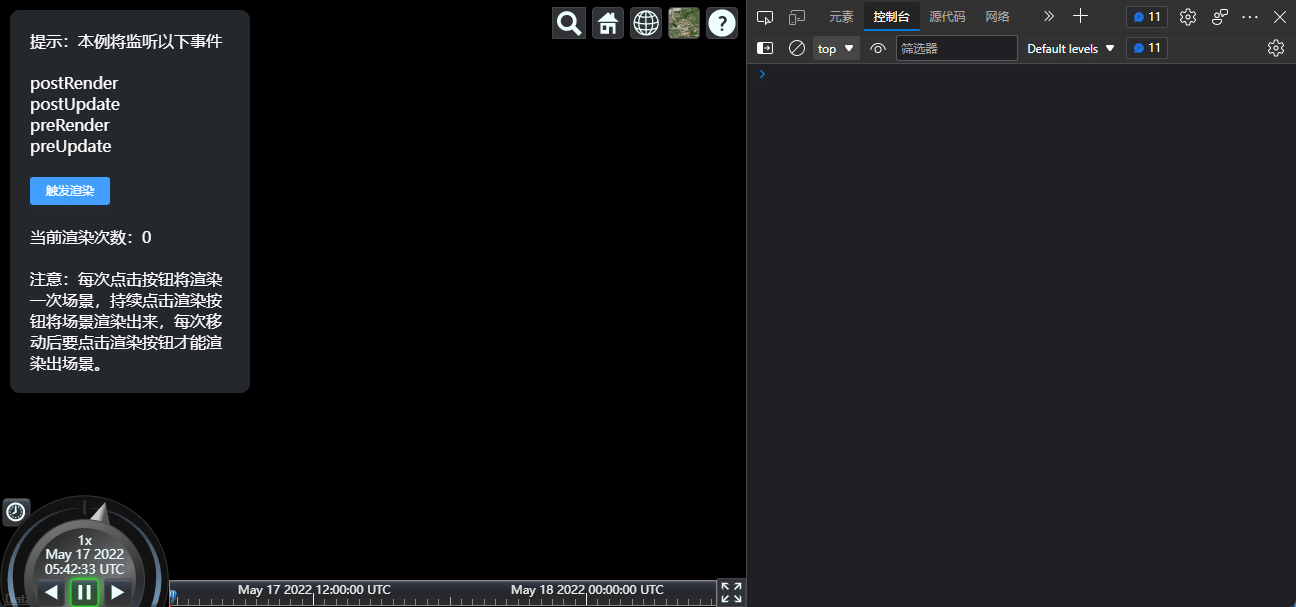 提示：本例将监听以下事件
postRender
postUpdate
preRender
preUpdate
触发渲染
当前渲染次数：0
注意：每次点击按钮将渲染
一次场景，持续点击渲染按
钮将场景渲染出来，每次移
动后要点击渲染按钮才能渲
染出场景。
1x
May 17 2022
05:42:33 UTC
May 17 2022 12:00:00 UTC
May 18 2022 00:00:00 UTC
元素
控制台
源代码
网络
11
top
筛选器
Default levels
11